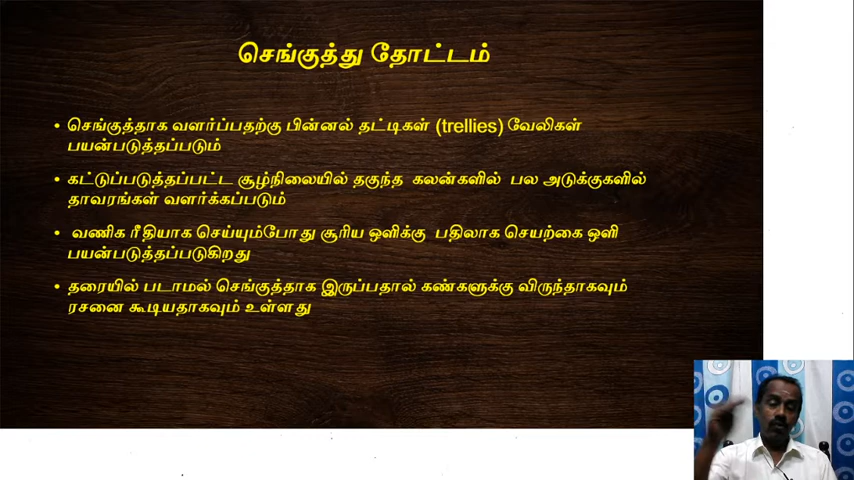 செங்குத்து தோட்டம்
• செங்குத்தாக வளர்ப்பதற்கு பின்னல் தட்டிகள் (trellies) வேலிகள்
பயன்படுத்தப்படும்
• கட்டுப்படுத்தப்பட்ட சூழ்நிலையில் தகுந்த கலன்களில் பல அடுக்குகளில்
தாவரங்கள் வளர்க்கப்படும்
• வணிக ரீதியாக செய்யும்போது சூரிய ஒளிக்கு பதிலாக செயற்கை ஒளி
பயன்படுத்தப்படுகிறது
• தரையில் படாமல் செங்குத்தாக இருப்பதால் கண்களுக்கு விருந்தாகவும்
ரசனை கூடியதாகவும் உள்ளது